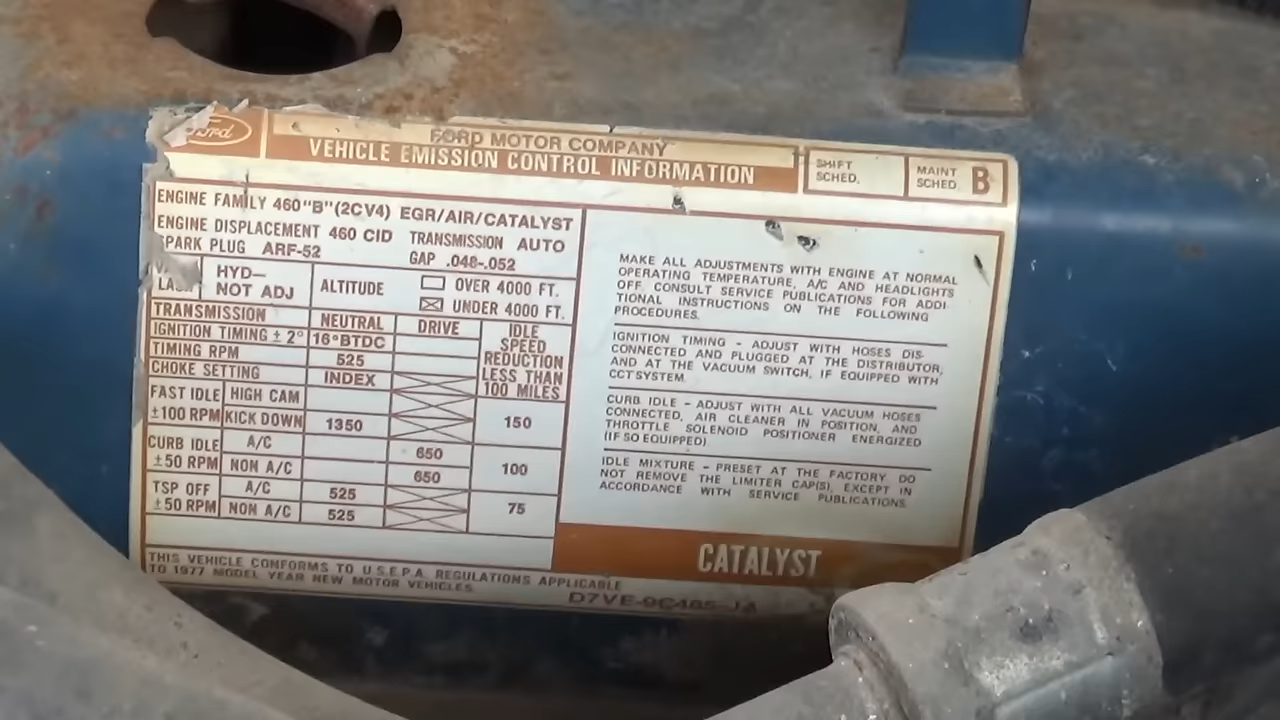 Ford
FORD MOTOR COMPANY
VEHICLE EMISSION CONTROL INFORMATION
SHIFT SCHED.
MAINT SCHED B
ENGINE FAMILY 460"B"(2CV4) EGR/AIR/CATALYST
ENGINE DISPLACEMENT 460 CID TRANSMISSION AUTO
SPARK PLUG ARF-52 GAP .048-.052
HYD-
NOT ADJ
ALTITUDE
OVER 4000 FT.
UNDER 4000 FT.
TRANSMISSION NEUTRAL DRIVE
IDLE
SPEED
REDUCTION
LESS THAN
100 MILES
IGNITION TIMING ± 2° 16°BTDC
TIMING RPM 525
CHOKE SETTING INDEX
FAST IDLE HIGH CAM
±100 RPM KICK DOWN 1350 150
CURB IDLE A/C 650
±50 RPM NON A/C 650 100
TSP OFF A/C 525
±50 RPM NON A/C 525 75
MAKE ALL ADJUSTMENTS WITH ENGINE AT NORMAL
OPERATING TEMPERATURE, A/C AND HEADLIGHTS
OFF. CONSULT SERVICE PUBLICATIONS FOR ADDI-
TIONAL INSTRUCTIONS ON THE FOLLOWING
PROCEDURES.
IGNITION TIMING - ADJUST WITH HOSES DIS-
CONNECTED AND PLUGGED AT THE DISTRIBUTOR,
AND AT THE VACUUM SWITCH, IF EQUIPPED WITH
CCT SYSTEM.
CURB IDLE - ADJUST WITH ALL VACUUM HOSES
CONNECTED, AIR CLEANER IN POSITION, AND
THROTTLE SOLENOID POSITIONER ENERGIZED
(IF SO EQUIPPED)
IDLE MIXTURE - PRESET AT THE FACTORY DO
NOT REMOVE THE LIMITER CAP(S), EXCEPT IN
ACCORDANCE WITH SERVICE PUBLICATIONS.
CATALYST
THIS VEHICLE CONFORMS TO U.S.E.P.A. REGULATIONS APPLICABLE
TO 1977 MODEL YEAR NEW MOTOR VEHICLES.
D7VE-9C485-JA